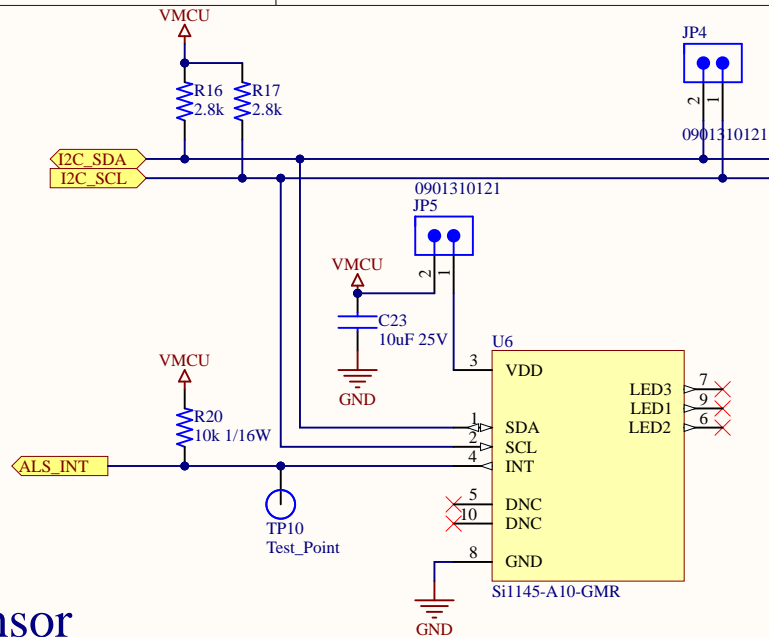 VMCU
JP4
R16
R17
2.8k
2.8k
2
1
0901310121
I2C_SDA
I2C_SCL
0901310121
JP5
2
1
VMCU
C23
10uF 25V
GND
U6
3
VDD
LED3
7
LED1
9
LED2
6
1
SDA
2
SCL
4
INT
VMCU
R20
10k 1/16W
ALS_INT
TP10
Test_Point
5
DNC
10
DNC
8
GND
Si1145-A10-GMR
GND
nsor